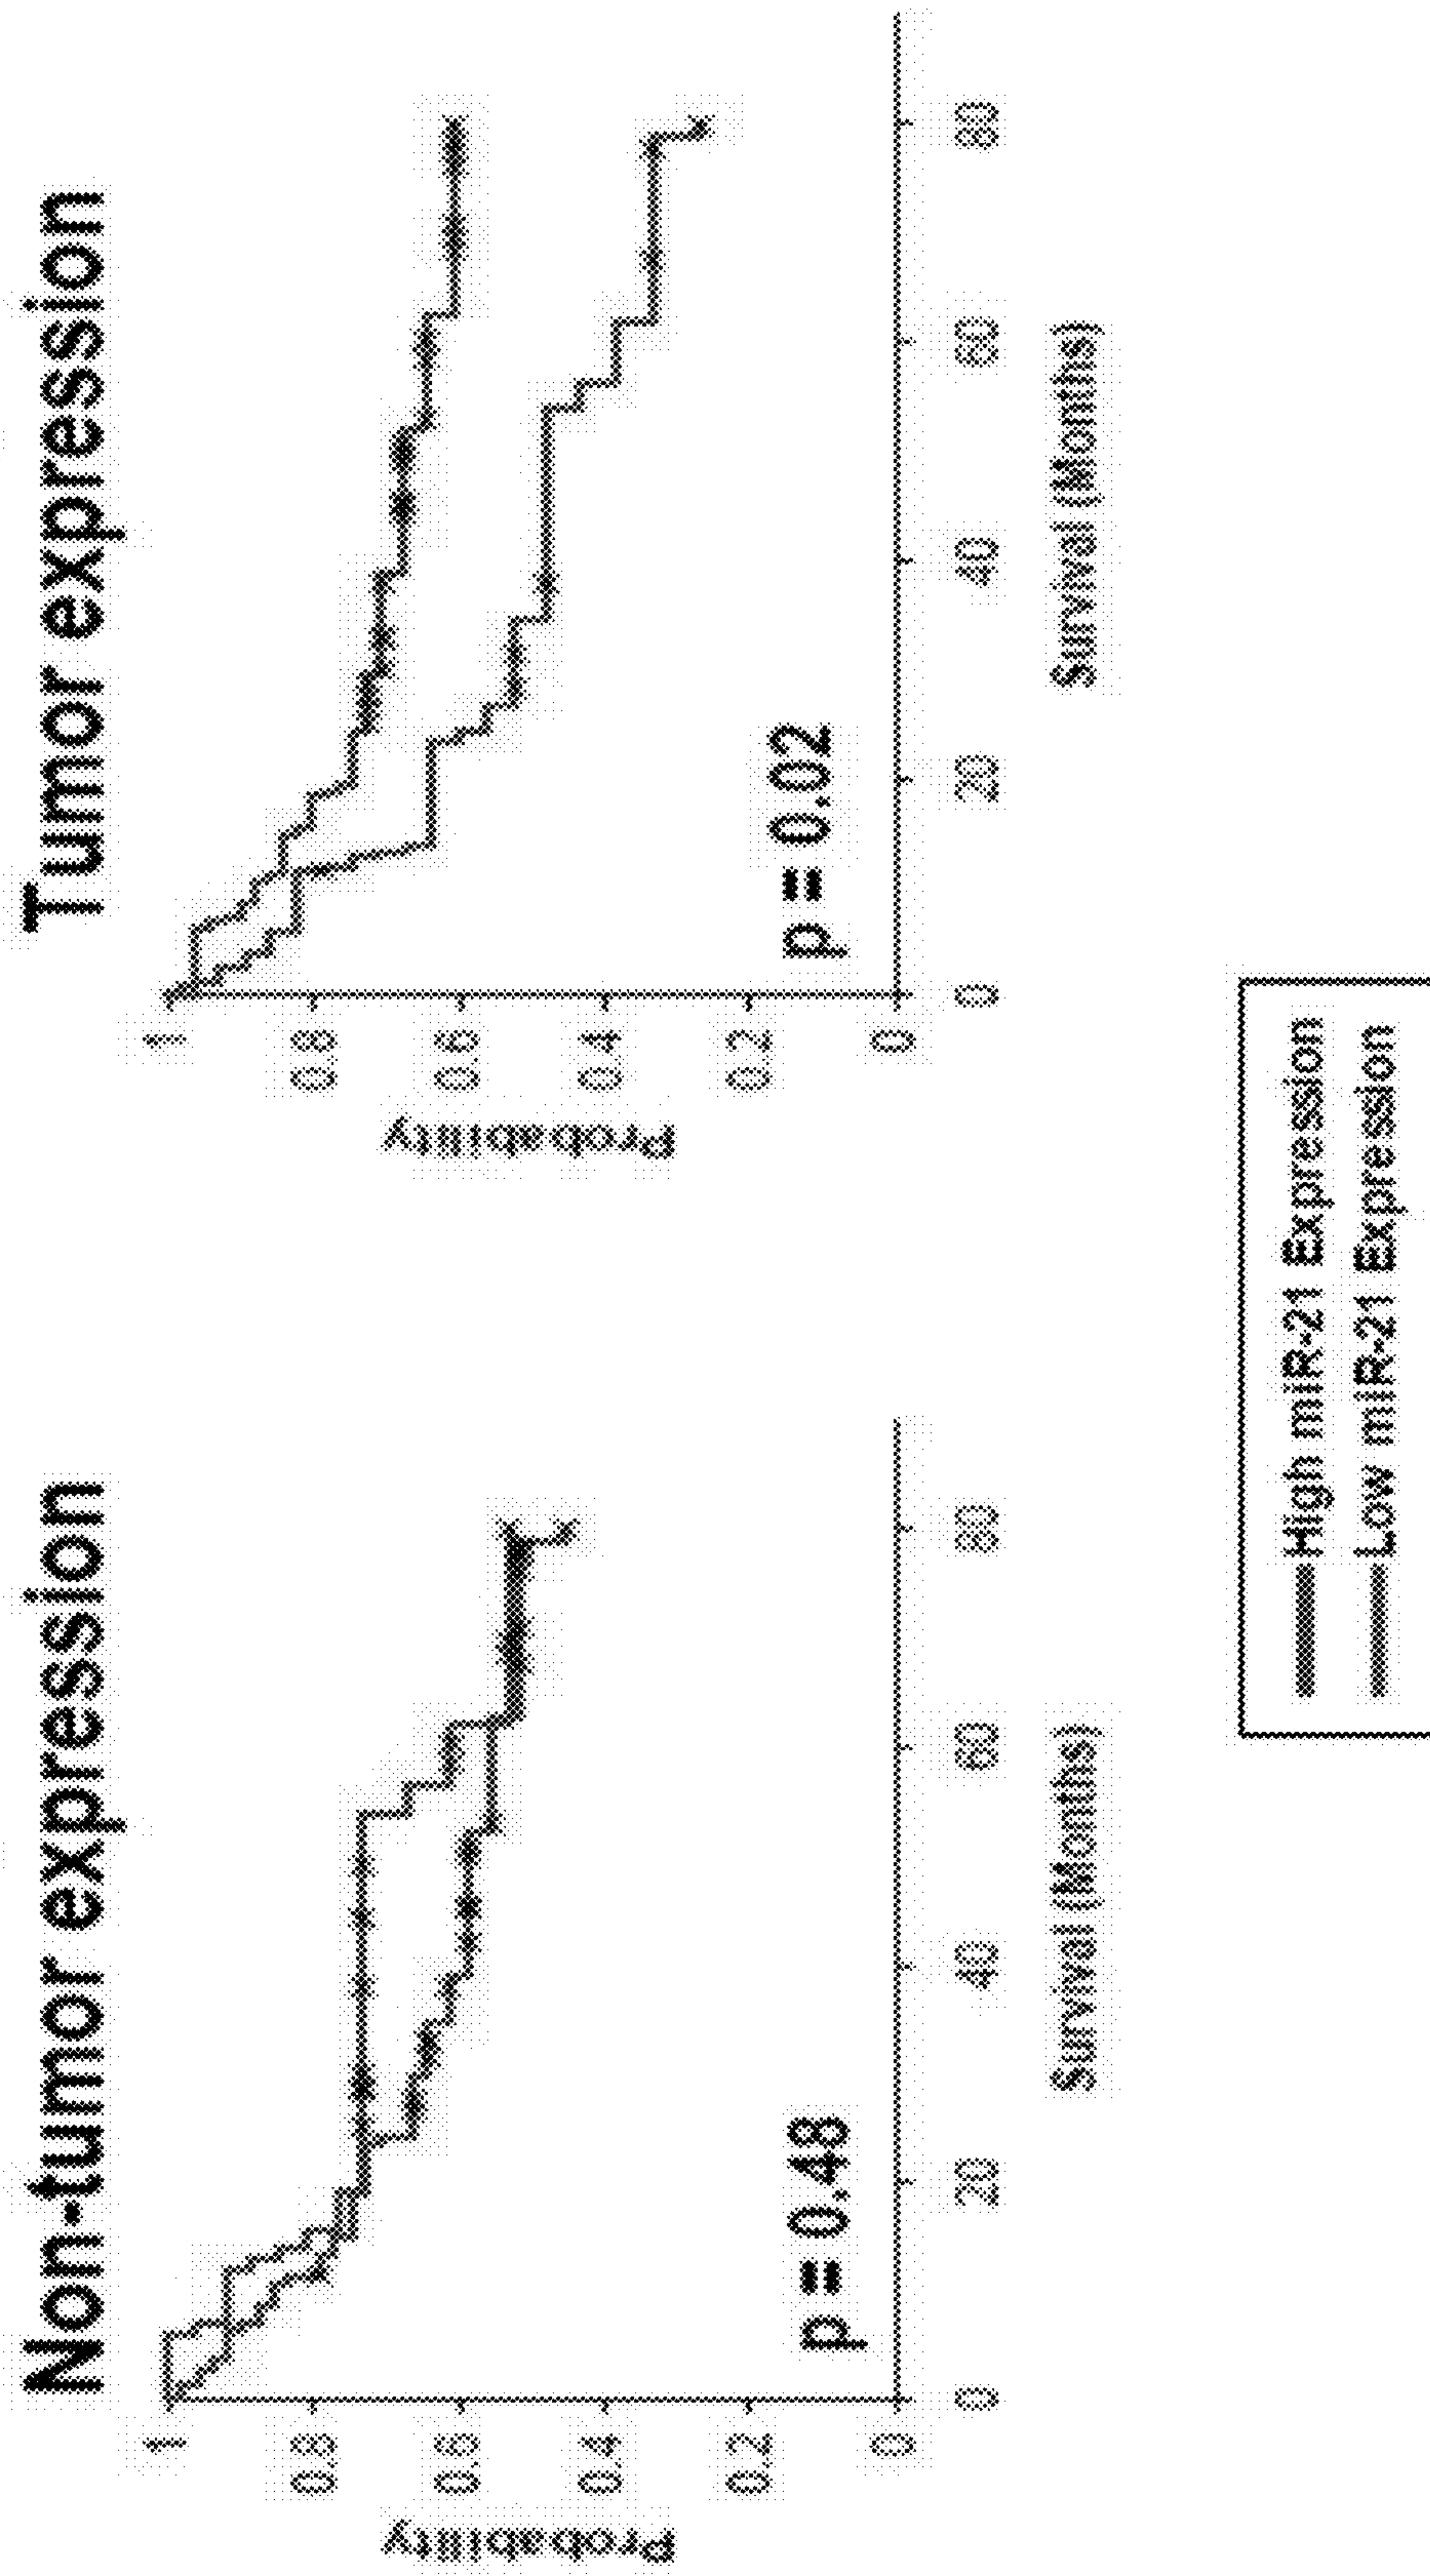 Non-tumor expression
Probability
1
0.8
0.6
0.4
0.2
0
p = 0.48
0
20
40
60
80
Survival (Months)
Tumor expression
Probability
1
0.8
0.6
0.4
0.2
0
p = 0.02
0
20
40
60
80
Survival (Months)
High miR-21 Expression
Low miR-21 Expression